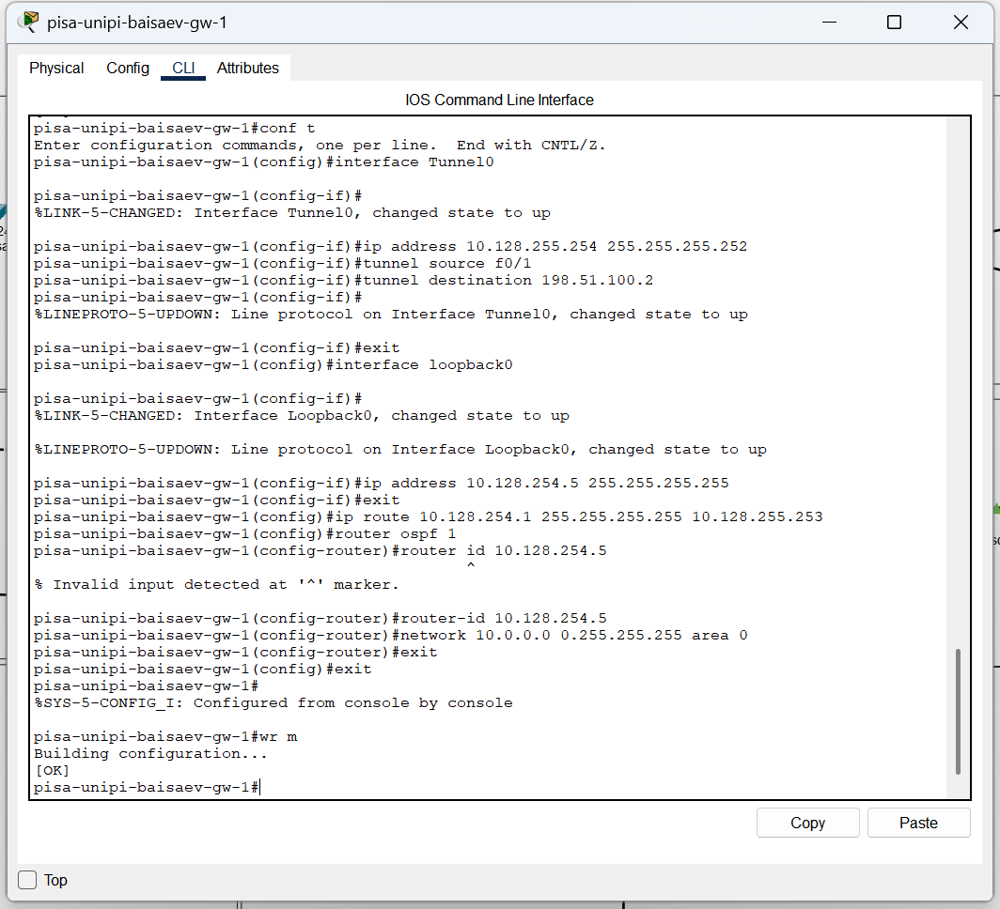 pisa-unipi-baisaev-gw-1
Physical Config CLI Attributes
IOS Command Line Interface
pisa-unipi-baisaev-gw-1#conf t
Enter configuration commands, one per line.  End with CNTL/Z.
pisa-unipi-baisaev-gw-1(config)#interface Tunnel0
pisa-unipi-baisaev-gw-1(config-if)#
%LINK-5-CHANGED: Interface Tunnel0, changed state to up
pisa-unipi-baisaev-gw-1(config-if)#ip address 10.128.255.254 255.255.255.252
pisa-unipi-baisaev-gw-1(config-if)#tunnel source f0/1
pisa-unipi-baisaev-gw-1(config-if)#tunnel destination 198.51.100.2
pisa-unipi-baisaev-gw-1(config-if)#
%LINEPROTO-5-UPDOWN: Line protocol on Interface Tunnel0, changed state to up
pisa-unipi-baisaev-gw-1(config-if)#exit
pisa-unipi-baisaev-gw-1(config)#interface loopback0
pisa-unipi-baisaev-gw-1(config-if)#
%LINK-5-CHANGED: Interface Loopback0, changed state to up
%LINEPROTO-5-UPDOWN: Line protocol on Interface Loopback0, changed state to up
pisa-unipi-baisaev-gw-1(config-if)#ip address 10.128.254.5 255.255.255.255
pisa-unipi-baisaev-gw-1(config-if)#exit
pisa-unipi-baisaev-gw-1(config)#ip route 10.128.254.1 255.255.255.255 10.128.255.253
pisa-unipi-baisaev-gw-1(config)#router ospf 1
pisa-unipi-baisaev-gw-1(config-router)#router id 10.128.254.5
^
% Invalid input detected at '^' marker.
pisa-unipi-baisaev-gw-1(config-router)#router-id 10.128.254.5
pisa-unipi-baisaev-gw-1(config-router)#network 10.0.0.0 0.255.255.255 area 0
pisa-unipi-baisaev-gw-1(config-router)#exit
pisa-unipi-baisaev-gw-1(config)#exit
pisa-unipi-baisaev-gw-1#
%SYS-5-CONFIG_I: Configured from console by console
pisa-unipi-baisaev-gw-1#wr m
Building configuration...
[OK]
pisa-unipi-baisaev-gw-1#
Copy Paste
Top